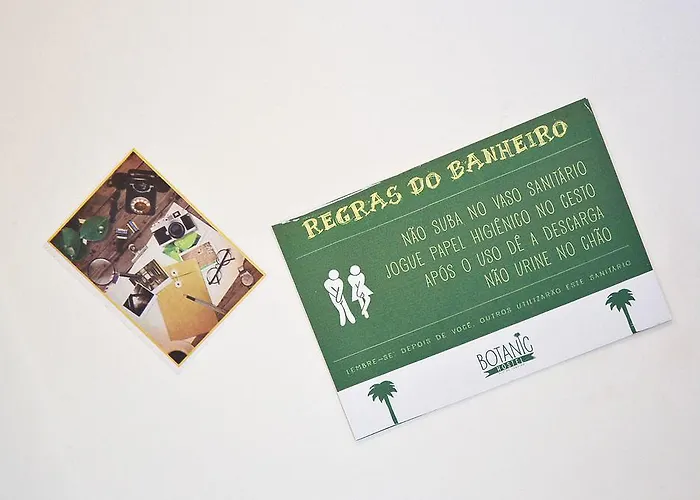 REGRAS DO BANHEIRO
NÃO SUBA NO VASO SANITÁRIO
JOGUE PAPEL HIGIÊNICO NO CESTO
APÓS O USO DÊ A DESCARGA
NÃO URINE NO CHÃO
LEMBRE-SE: DEPOIS DE VOCÊ, OUTROS UTILIZARÃO ESTE SANITÁRIO
BOTANIC
HOSTEL